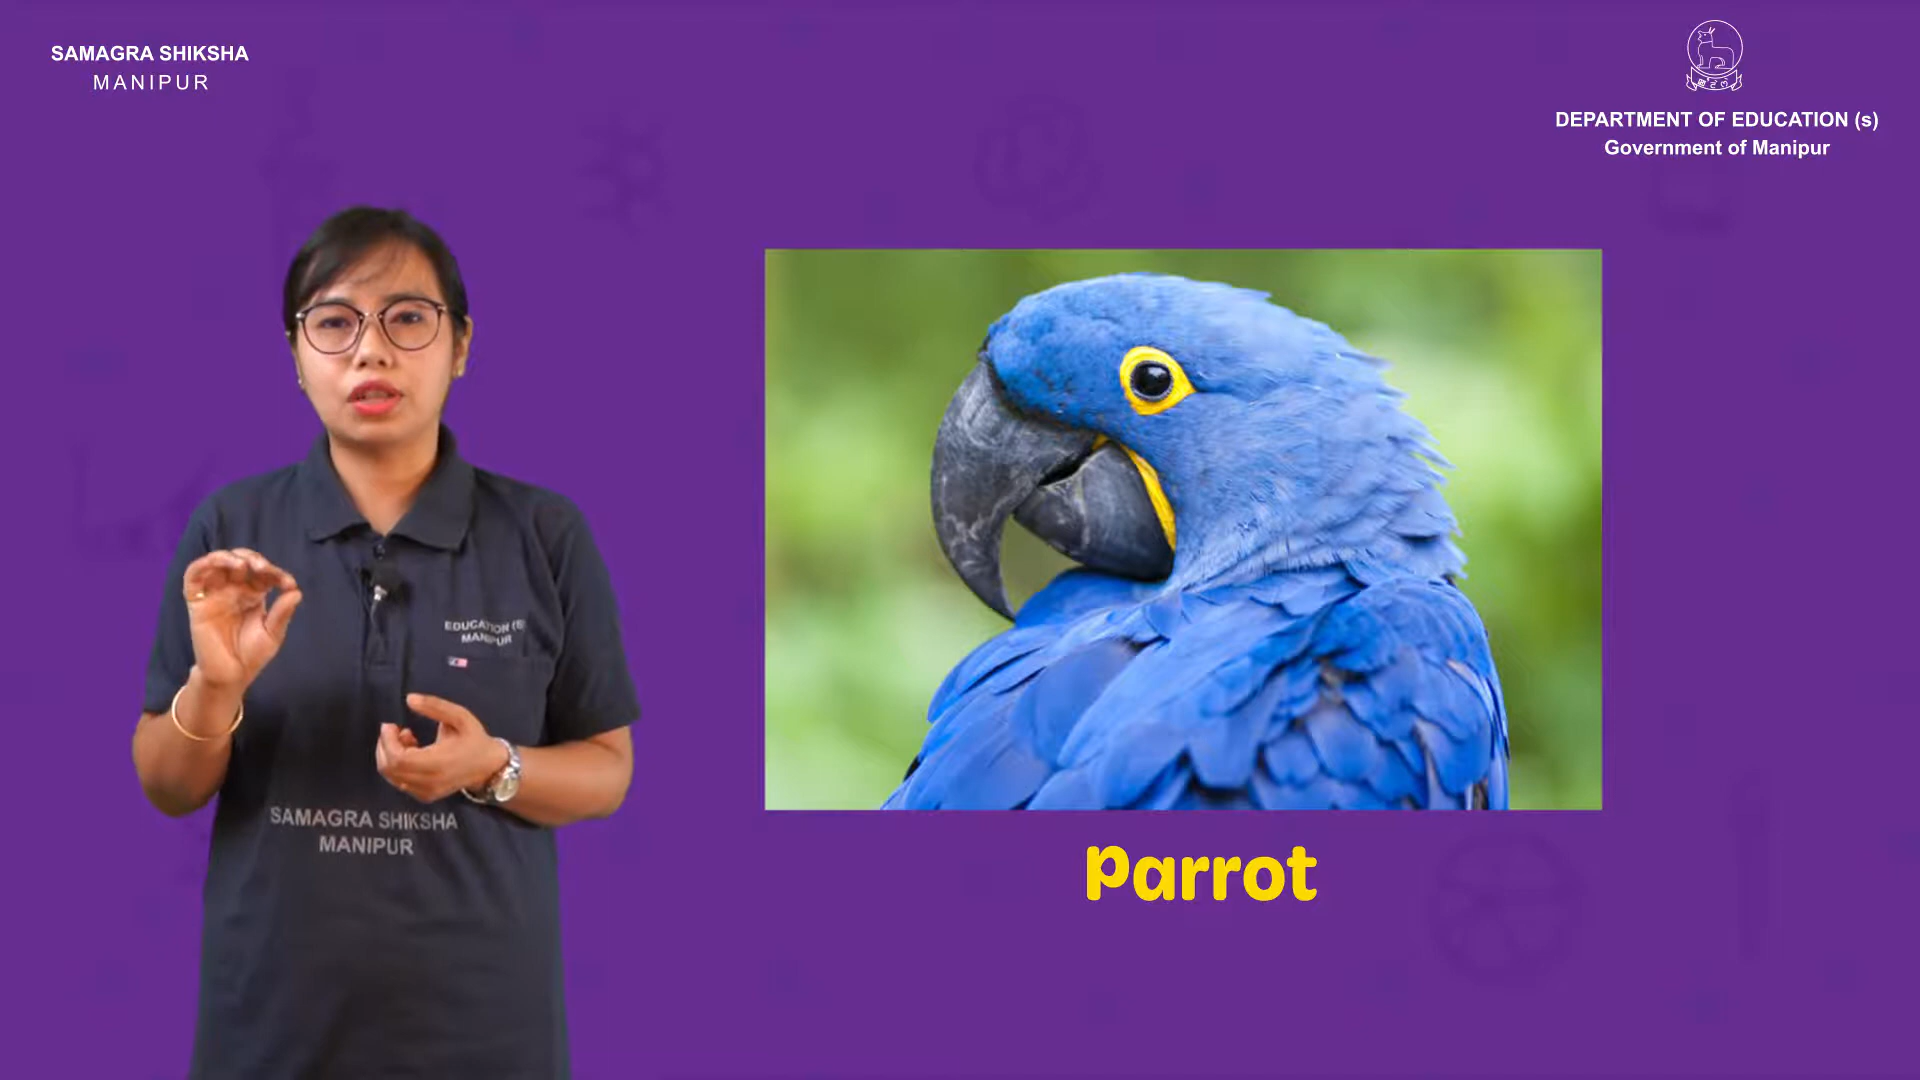 SAMAGRA SHIKSHA
MANIPUR
DEPARTMENT OF EDUCATION (s)
Government of Manipur
EDUCATION (S)
MANIPUR
SAMAGRA SHIKSHA
MANIPUR
Parrot